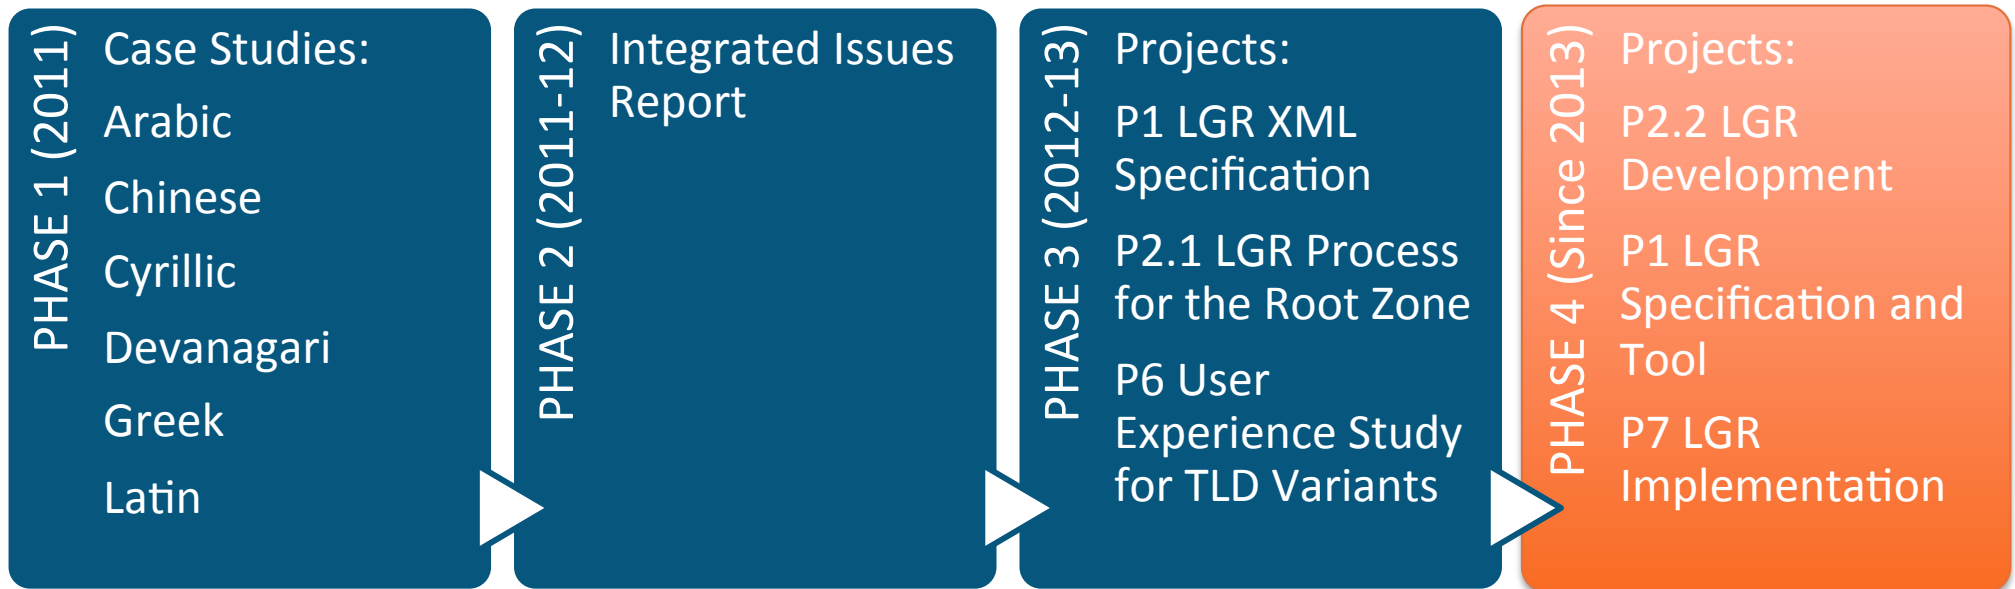 PHASE 1 (2011)
Case Studies:
Arabic
Chinese
Cyrillic
Devanagari
Greek
Latin
PHASE 2 (2011-12)
Integrated Issues
Report
PHASE 3 (2012-13)
Projects:
P1 LGR XML
Specification
P2.1 LGR Process
for the Root Zone
P6 User
Experience Study
for TLD Variants
PHASE 4 (Since 2013)
Projects:
P2.2 LGR
Development
P1 LGR
Specification and
Tool
P7 LGR
Implementation